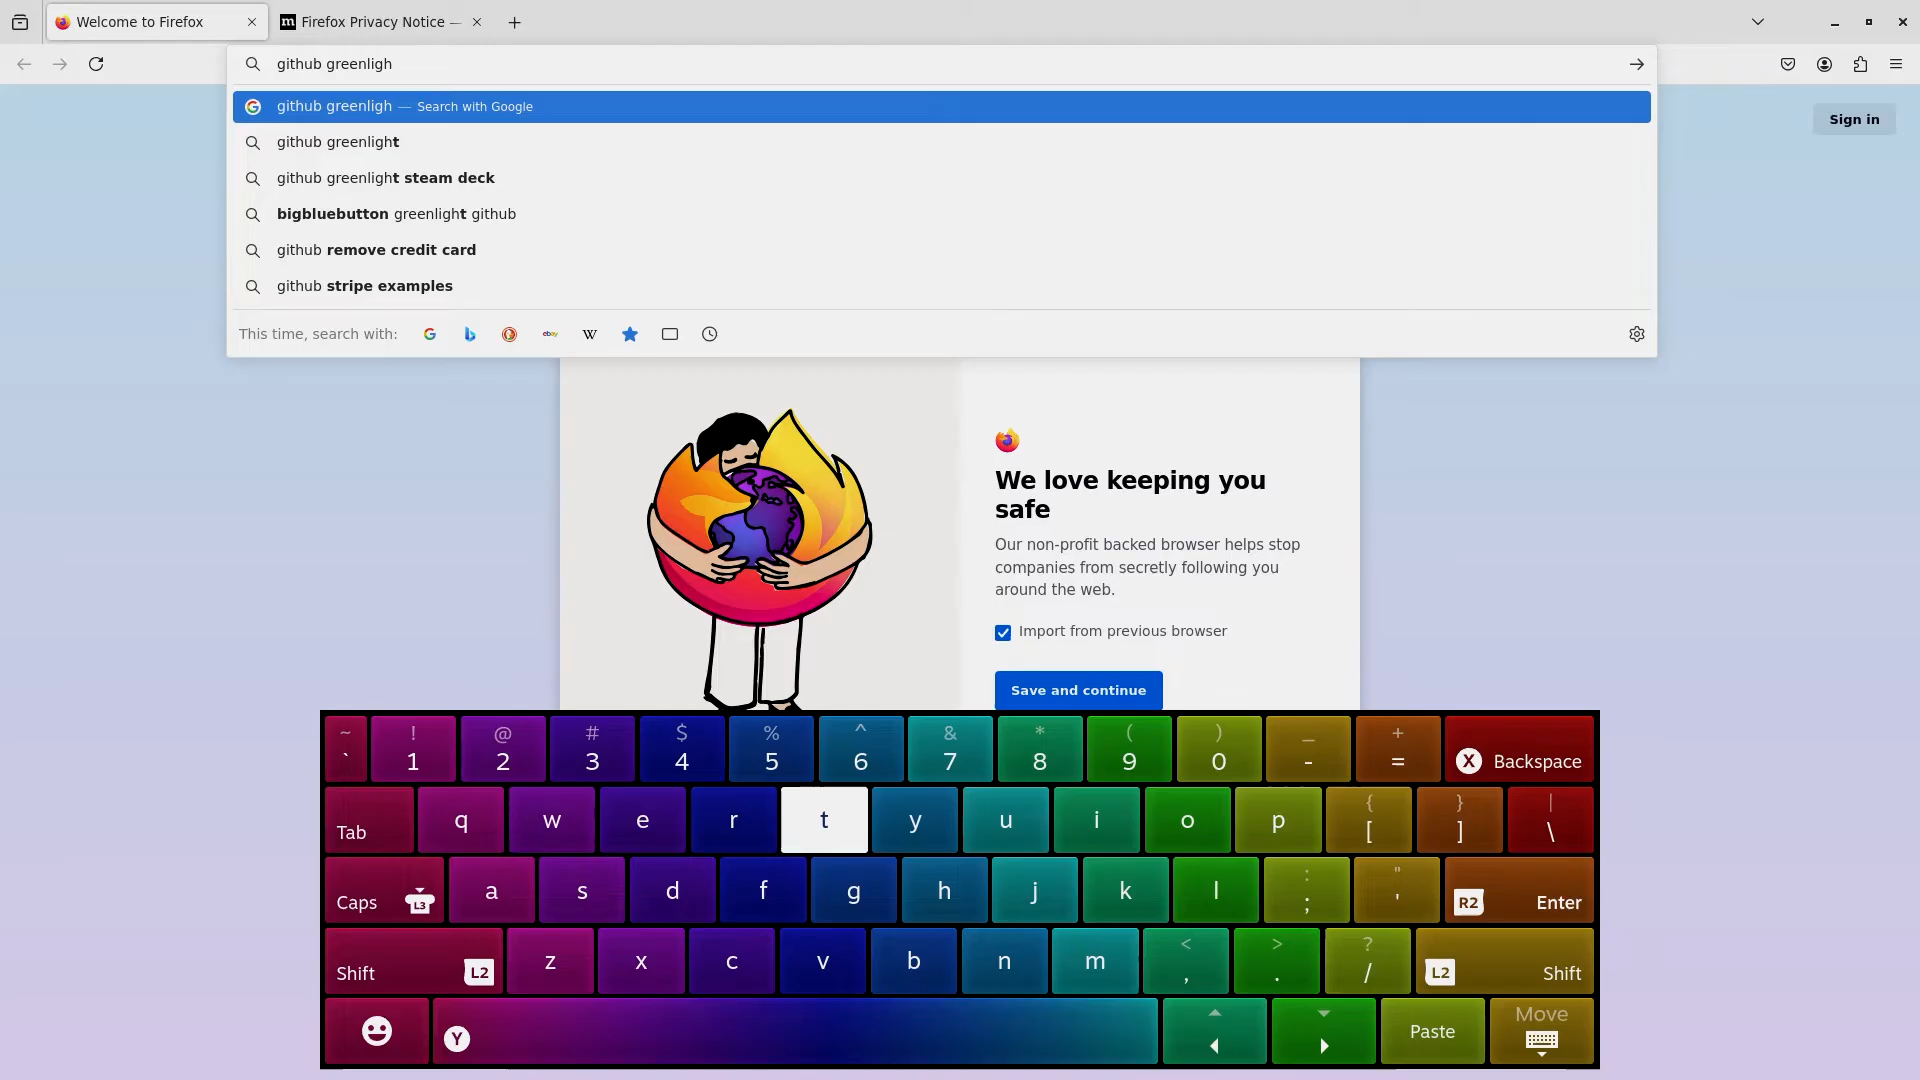 Welcome to Firefox
Firefox Privacy Notice —
github greenligh
github greenligh — Search with Google
github greenlight
github greenlight steam deck
bigbluebutton greenlight github
github remove credit card
github stripe examples
This time, search with:
ebay
W
Sign in
We love keeping you
safe
Our non-profit backed browser helps stop
companies from secretly following you
around the web.
Import from previous browser
Save and continue
~ ! @ # $ % ^ & * ( ) _ +
` 1 2 3 4 5 6 7 8 9 0 - = X Backspace
Tab q w e r t y u i o p { [ } ] | \
Caps L3 a s d f g h j k l : ; " ' R2 Enter
Shift L2 z x c v b n m < , > . ? / L2 Shift
Y Paste Move